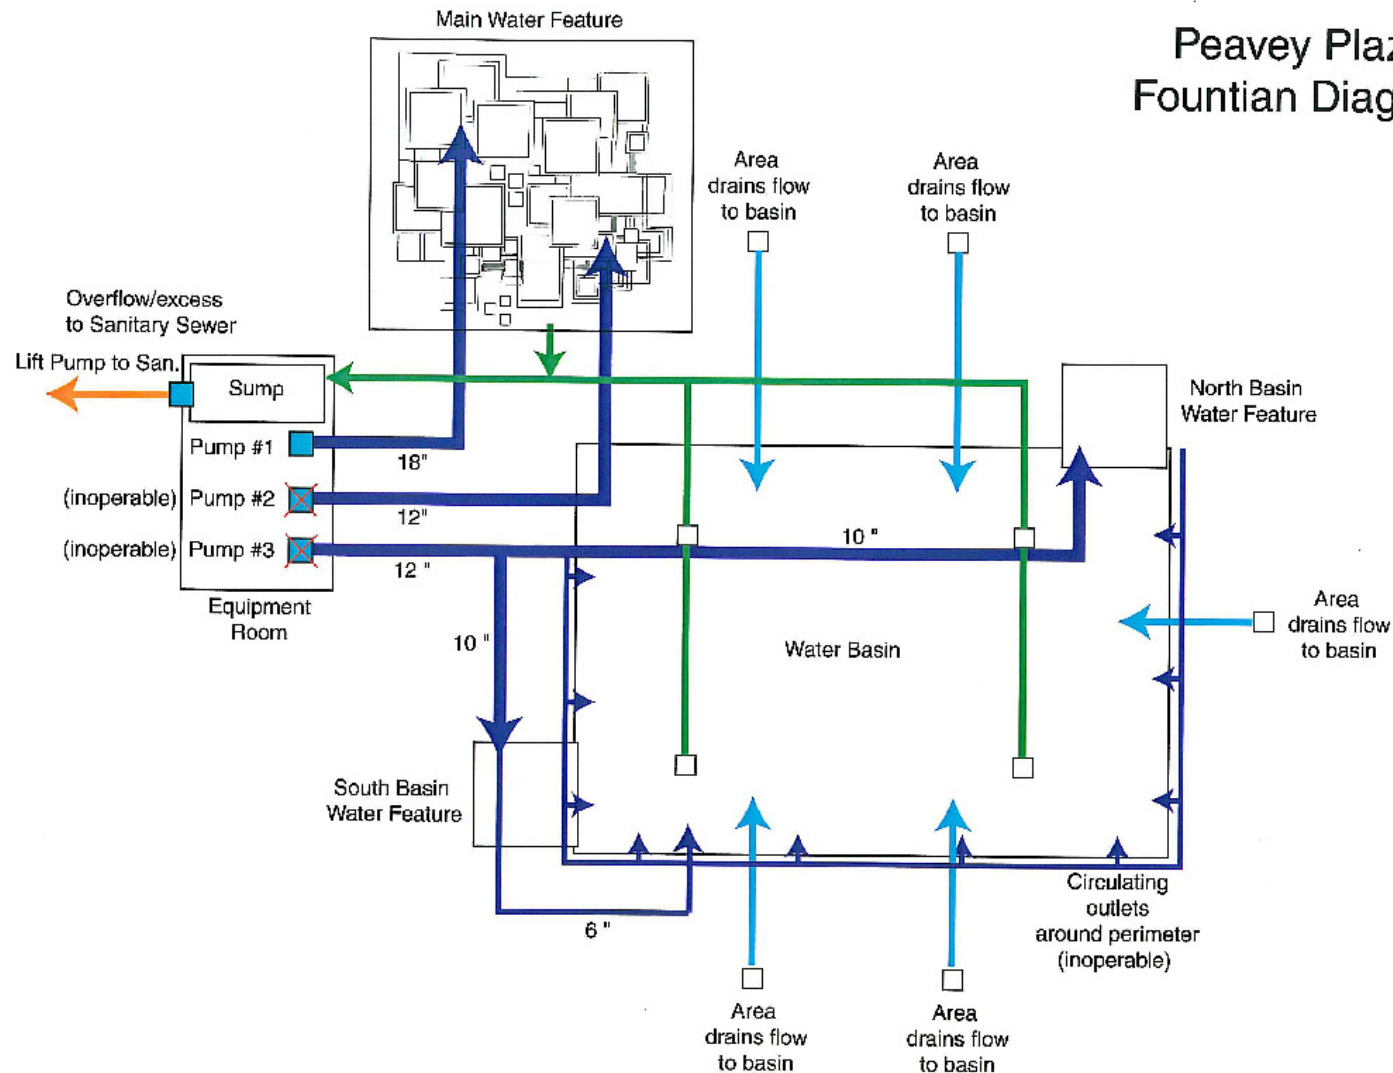 Main Water Feature
Peavey Plaz
Fountian Diag
Area
drains flow
to basin
Area
drains flow
to basin
Overflow/excess
to Sanitary Sewer
Lift Pump to San.
Sump
North Basin
Water Feature
Pump #1
18"
(inoperable) Pump #2
12"
(inoperable) Pump #3
12 "
10 "
Equipment
Room
10 "
Water Basin
Area
drains flow
to basin
South Basin
Water Feature
6 "
Circulating
outlets
around perimeter
(inoperable)
Area
drains flow
to basin
Area
drains flow
to basin